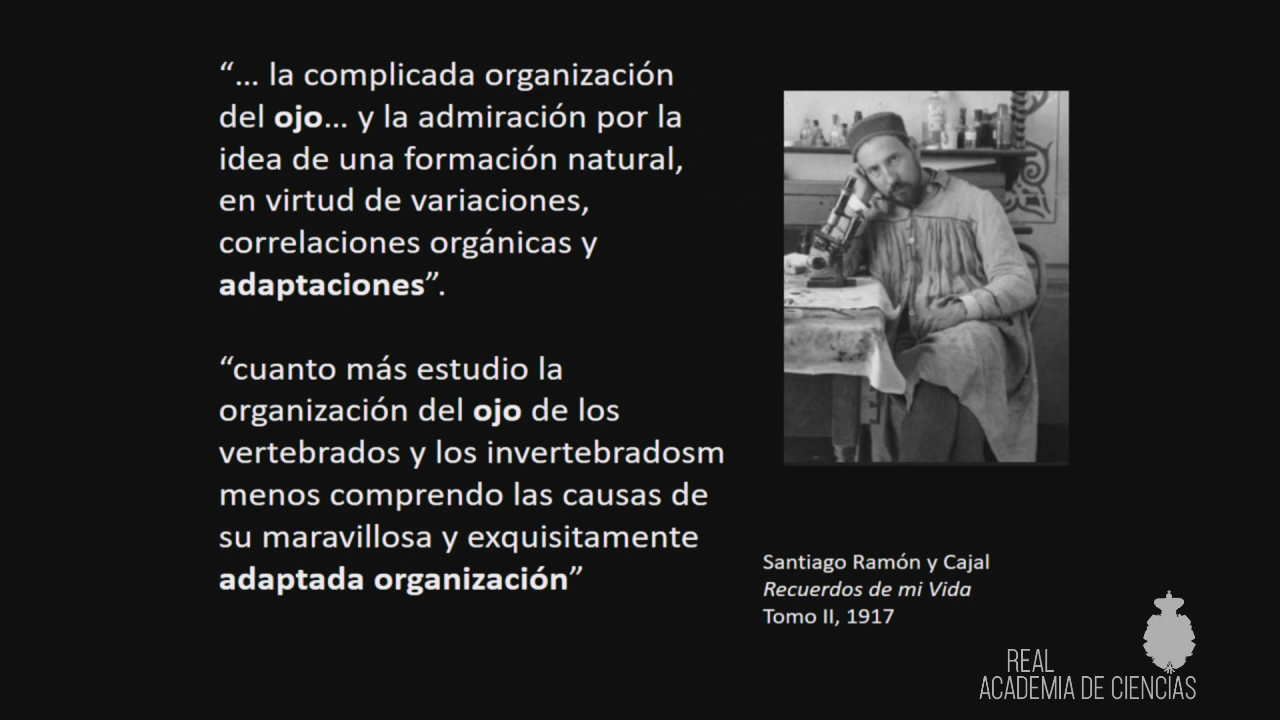 “... la complicada organización
del ojo... y la admiración por la
idea de una formación natural,
en virtud de variaciones,
correlaciones orgánicas y
adaptaciones”.
“cuanto más estudio la
organización del ojo de los
vertebrados y los invertebradosm
menos comprendo las causas de
su maravillosa y exquisitamente
adaptada organización”
Santiago Ramón y Cajal
Recuerdos de mi Vida
Tomo II, 1917
REAL
ACADEMIA DE CIENCIAS